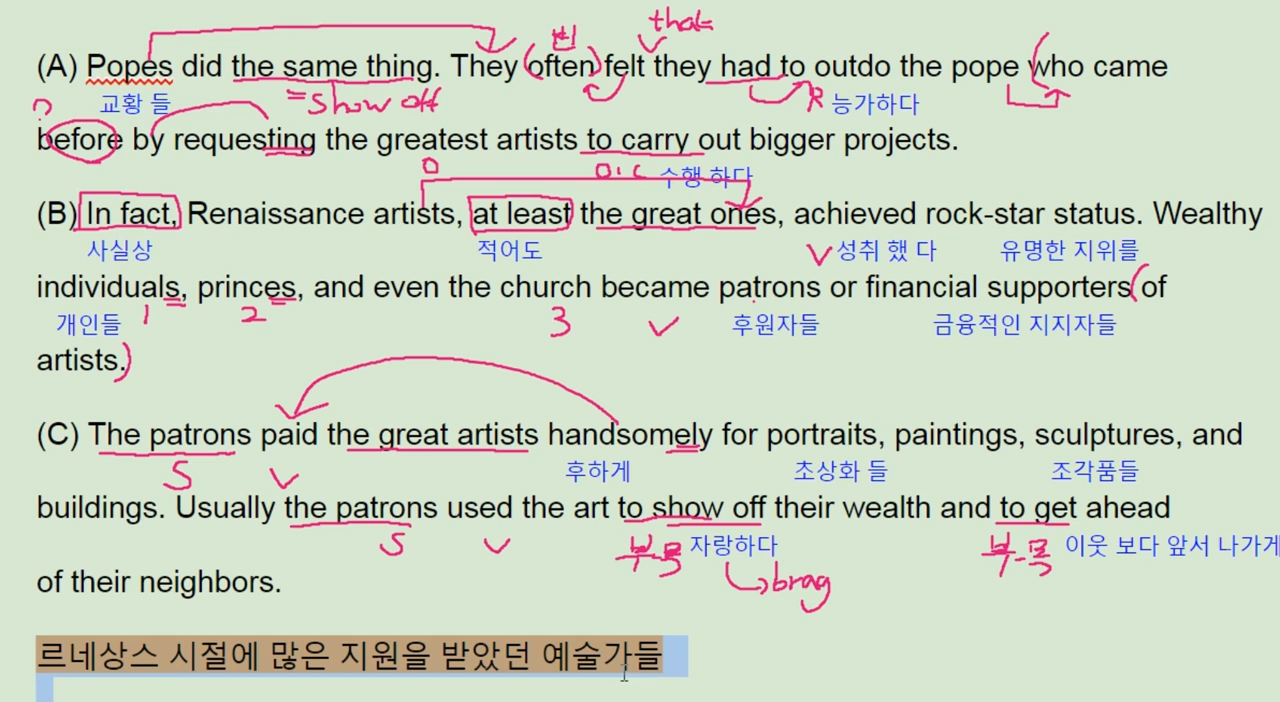 that
빈
(A) Popes did the same thing. They often felt they had to outdo the pope who came
교황 들 =show off R 능가하다
before by requesting the greatest artists to carry out bigger projects.
O O.C 수행 하다
(B) In fact, Renaissance artists, at least the great ones, achieved rock-star status. Wealthy
사실상 적어도 V 성취 했 다 유명한 지위를
individuals, princes, and even the church became patrons or financial supporters of
개인들 1 2 3 V 후원자들 금융적인 지지자들
artists.
(C) The patrons paid the great artists handsomely for portraits, paintings, sculptures, and
S V 후하게 초상화 들 조각품들
buildings. Usually the patrons used the art to show off their wealth and to get ahead
S V 부-목 자랑하다 부-목 이웃 보다 앞서 나가게
of their neighbors.
brag
르네상스 시절에 많은 지원을 받았던 예술가들